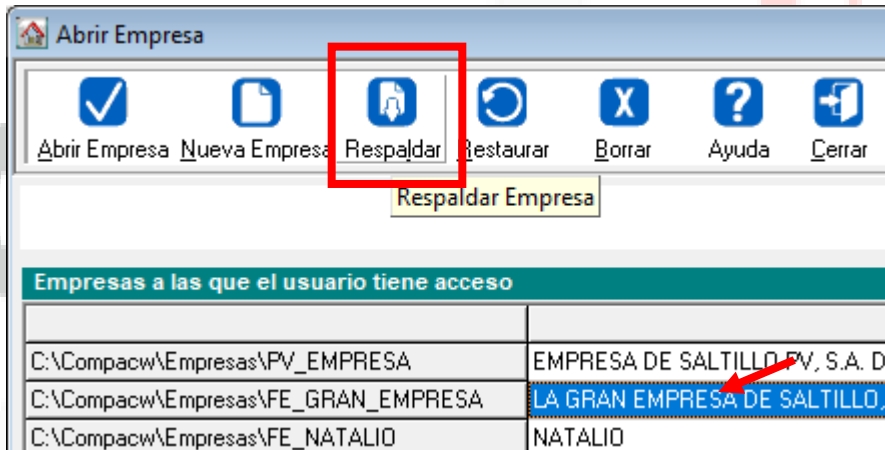 Abrir Empresa
Abrir Empresa Nueva Empresa Respaldar Restaurar Borrar Ayuda Cerrar
Respaldar Empresa
Empresas a las que el usuario tiene acceso
C:\Compacw\Empresas\PV_EMPRESA EMPRESA DE SALTILLO PV, S.A. D
C:\Compacw\Empresas\FE_GRAN_EMPRESA LA GRAN EMPRESA DE SALTILLO,
C:\Compacw\Empresas\FE_NATALIO NATALIO